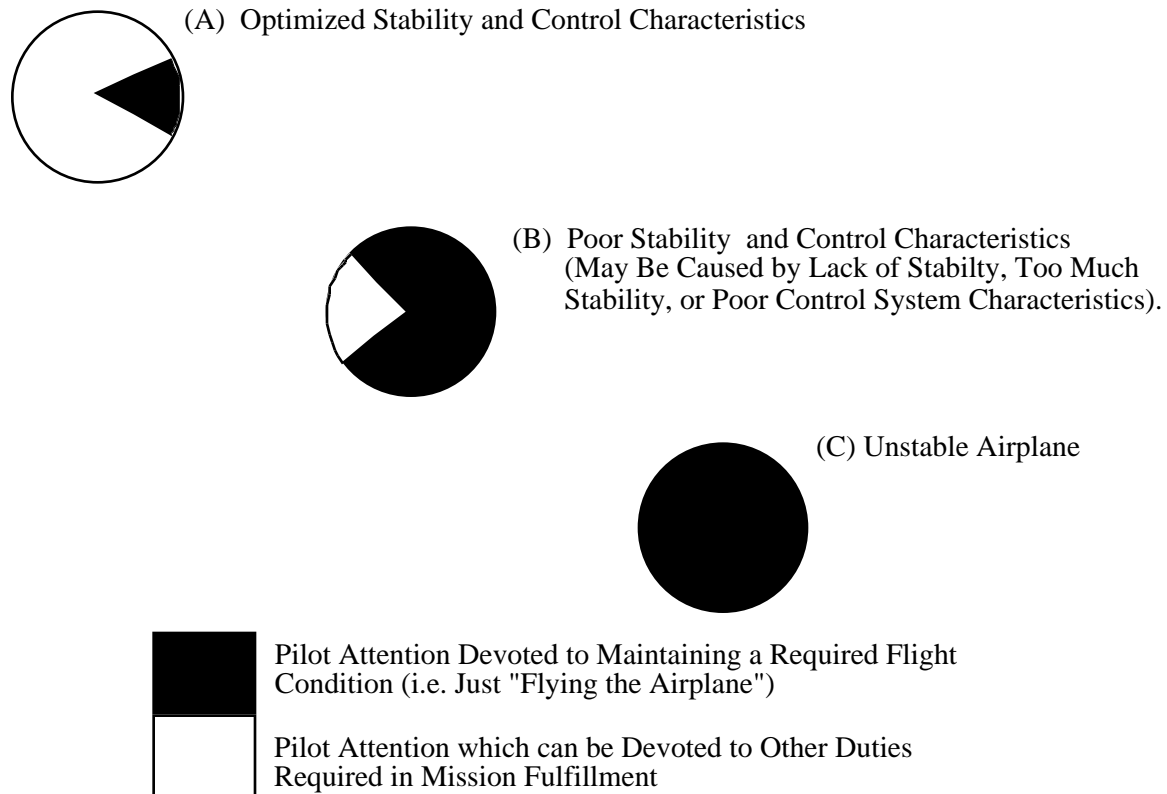 (A) Optimized Stability and Control Characteristics
(B) Poor Stability and Control Characteristics
(May Be Caused by Lack of Stabilty, Too Much
Stability, or Poor Control System Characteristics).
(C) Unstable Airplane
Pilot Attention Devoted to Maintaining a Required Flight
Condition (i.e. Just "Flying the Airplane")
Pilot Attention which can be Devoted to Other Duties
Required in Mission Fulfillment